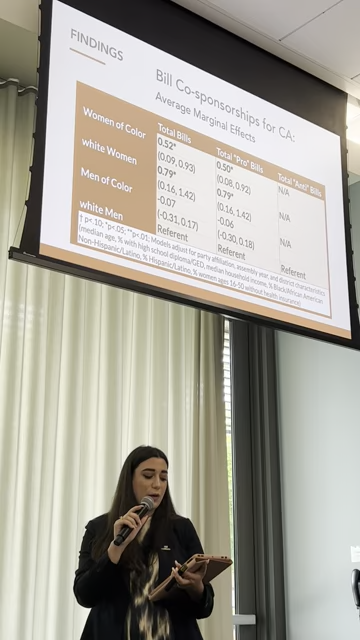 FINDINGS
Bill Co-sponsorships for CA:
Average Marginal Effects
Total Bills Total "Pro" Bills Total "Anti" Bills
Women of Color 0.52* 0.50* N/A
(0.09, 0.93) (0.08, 0.92)
white Women 0.79* 0.79* N/A
(0.16, 1.42) (0.16, 1.42)
Men of Color -0.07 -0.06 N/A
(-0.31, 0.17) (-0.30, 0.18)
white Men Referent Referent Referent
† p<.10; *p<.05; **p<.01; Models adjust for party affiliation, assembly year, and district characteristics
(median age, % with high school diploma/GED, median household income, % Black/African American
Non-Hispanic/Latino, % Hispanic/Latino, % women ages 16-50 without health insurance)